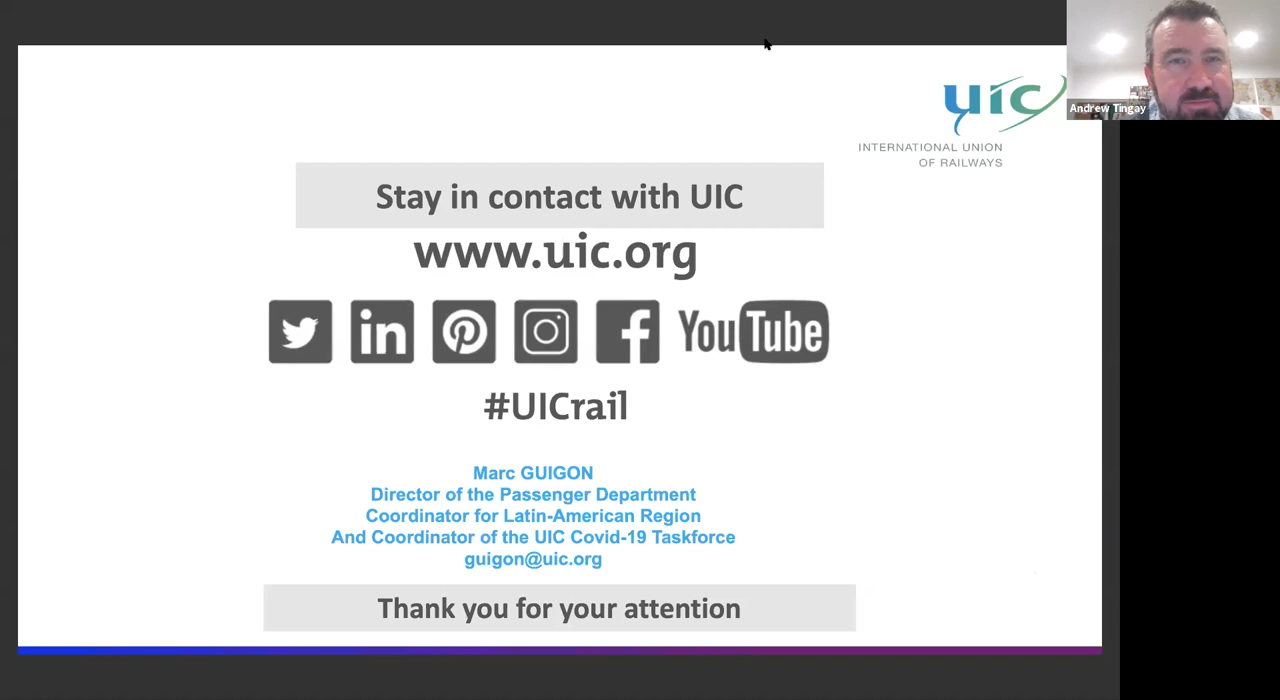 uic
Andrew Tingay
INTERNATIONAL UNION
OF RAILWAYS
Stay in contact with UIC
www.uic.org
in
YouTube
#UICrail
Marc GUIGON
Director of the Passenger Department
Coordinator for Latin-American Region
And Coordinator of the UIC Covid-19 Taskforce
guigon@uic.org
Thank you for your attention